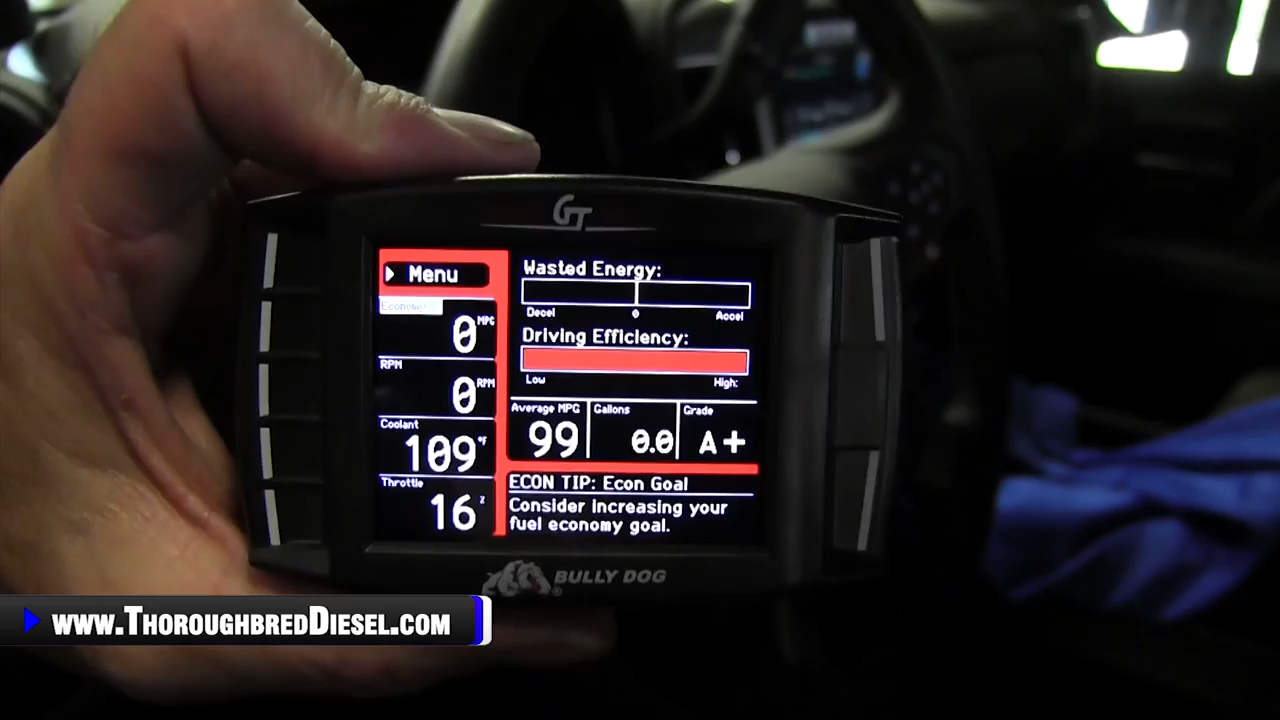 GT
Menu
Economy
0 MPG
RPM
0 RPM
Coolant
109 °F
Throttle
16 %
Wasted Energy:
Decel 0 Accel
Driving Efficiency:
Low High:
Average MPG Gallons Grade
99 0.0 A+
ECON TIP: Econ Goal
Consider increasing your
fuel economy goal.
BULLY DOG
www.ThoroughbredDiesel.com